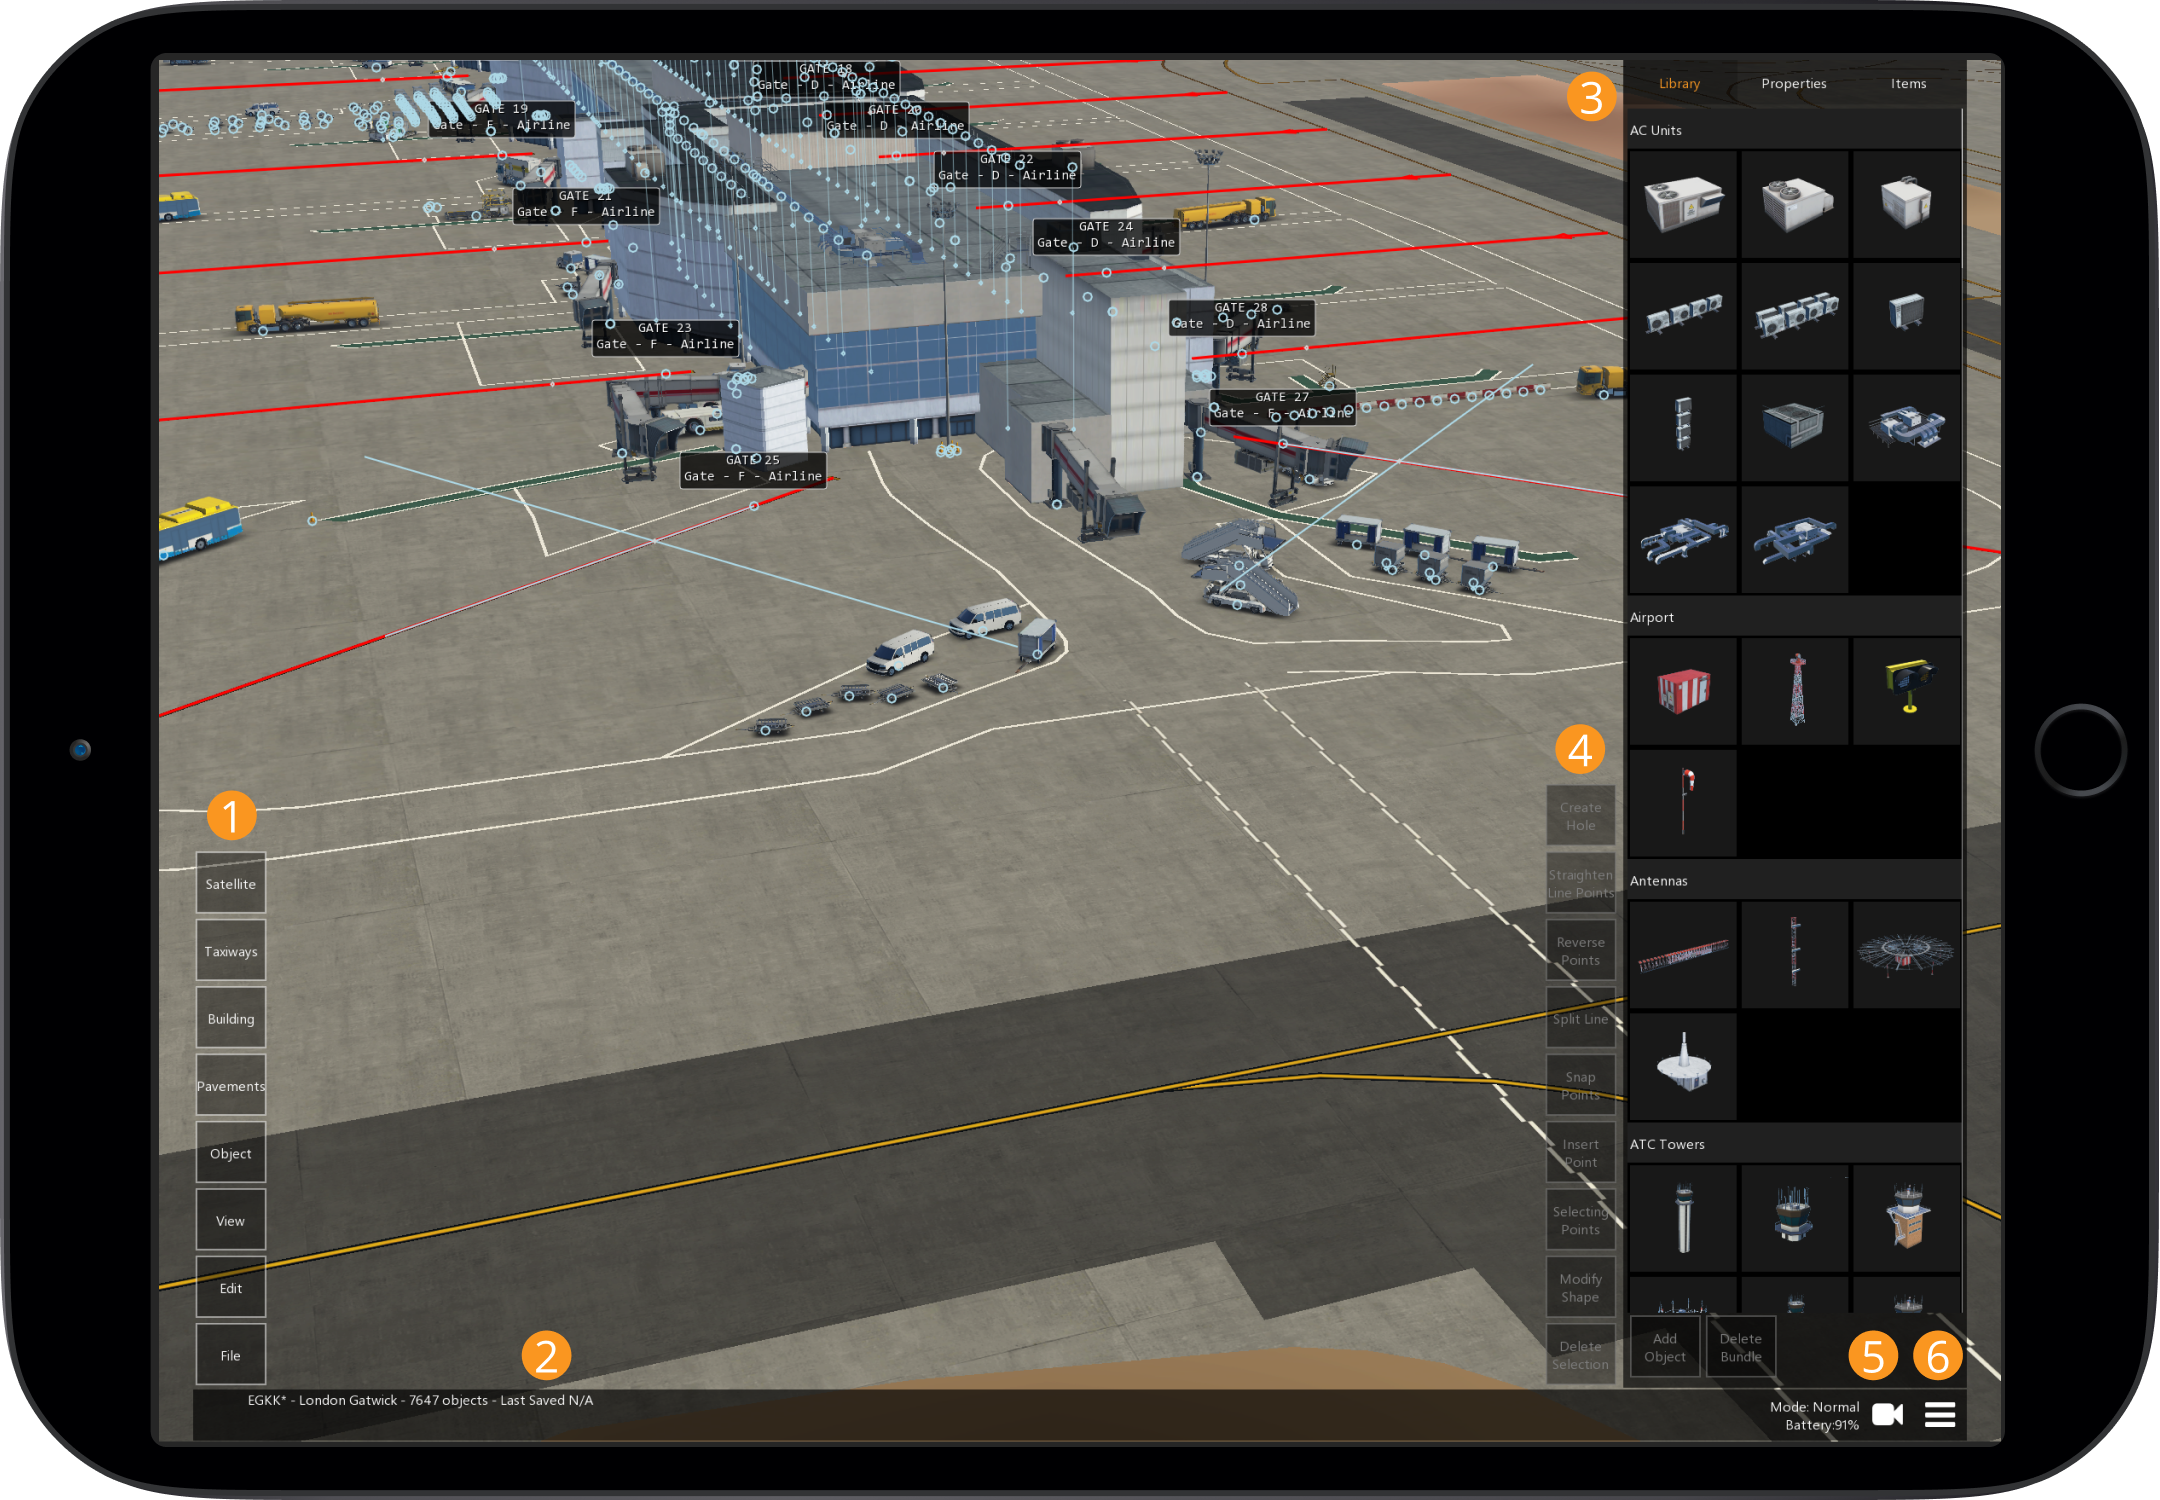 GATE 18
Gate - D - Airline
GATE 19
Gate - F - Airline
Gate - D - Airline
GATE 22
Gate - D - Airline
GATE 21
Gate - F - Airline
GATE 24
Gate - D - Airline
GATE 28
Gate - D - Airline
GATE 23
Gate - F - Airline
GATE 27
Gate - F - Airline
GATE 25
Gate - F - Airline
1
Satellite
Taxiways
Building
Pavements
Object
View
Edit
File
2
EGKK* - London Gatwick - 7647 objects - Last Saved N/A
3
Library
Properties
Items
AC Units
Airport
Antennas
ATC Towers
4
Create
Hole
Straighten
Line Points
Reverse
Points
Split Line
Snap
Points
Insert
Point
Selecting
Points
Modify
Shape
Delete
Selection
Add
Object
Delete
Bundle
5
6
Mode: Normal
Battery:91%